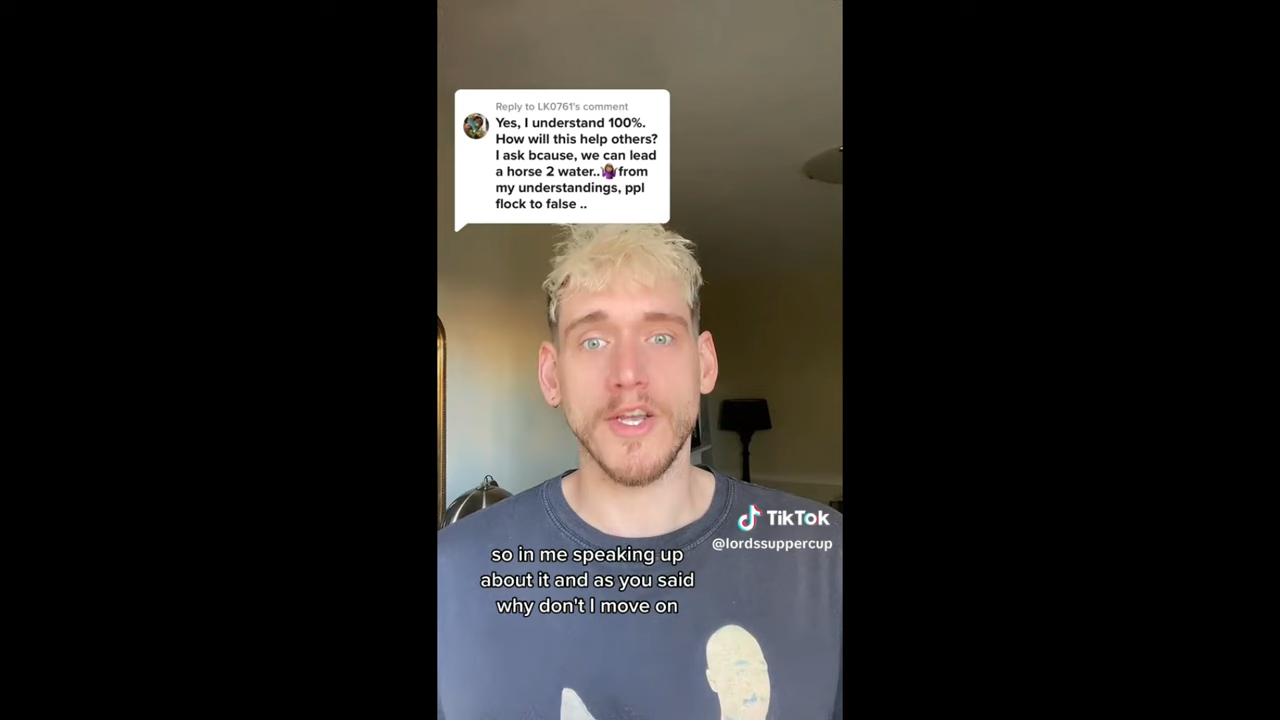 Reply to LK0761's comment
Yes, I understand 100%.
How will this help others?
I ask bcause, we can lead
a horse 2 water..🤷🏾‍♀️from
my understandings, ppl
flock to false ..
TikTok
@lordssuppercup
so in me speaking up
about it and as you said
why don't I move on